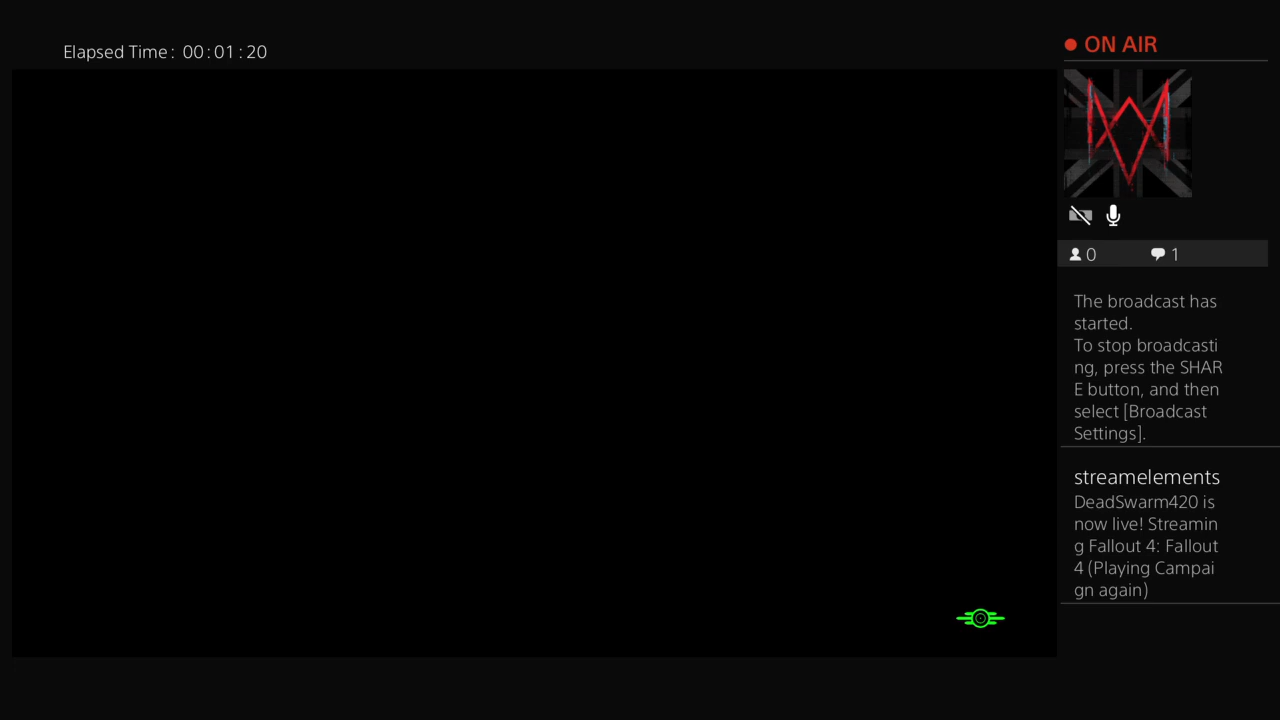 Elapsed Time: 00:01:20
ON AIR
0 1
The broadcast has
started.
To stop broadcasti
ng, press the SHAR
E button, and then
select [Broadcast
Settings].
streamelements
DeadSwarm420 is
now live! Streamin
g Fallout 4: Fallout
4 (Playing Campai
gn again)